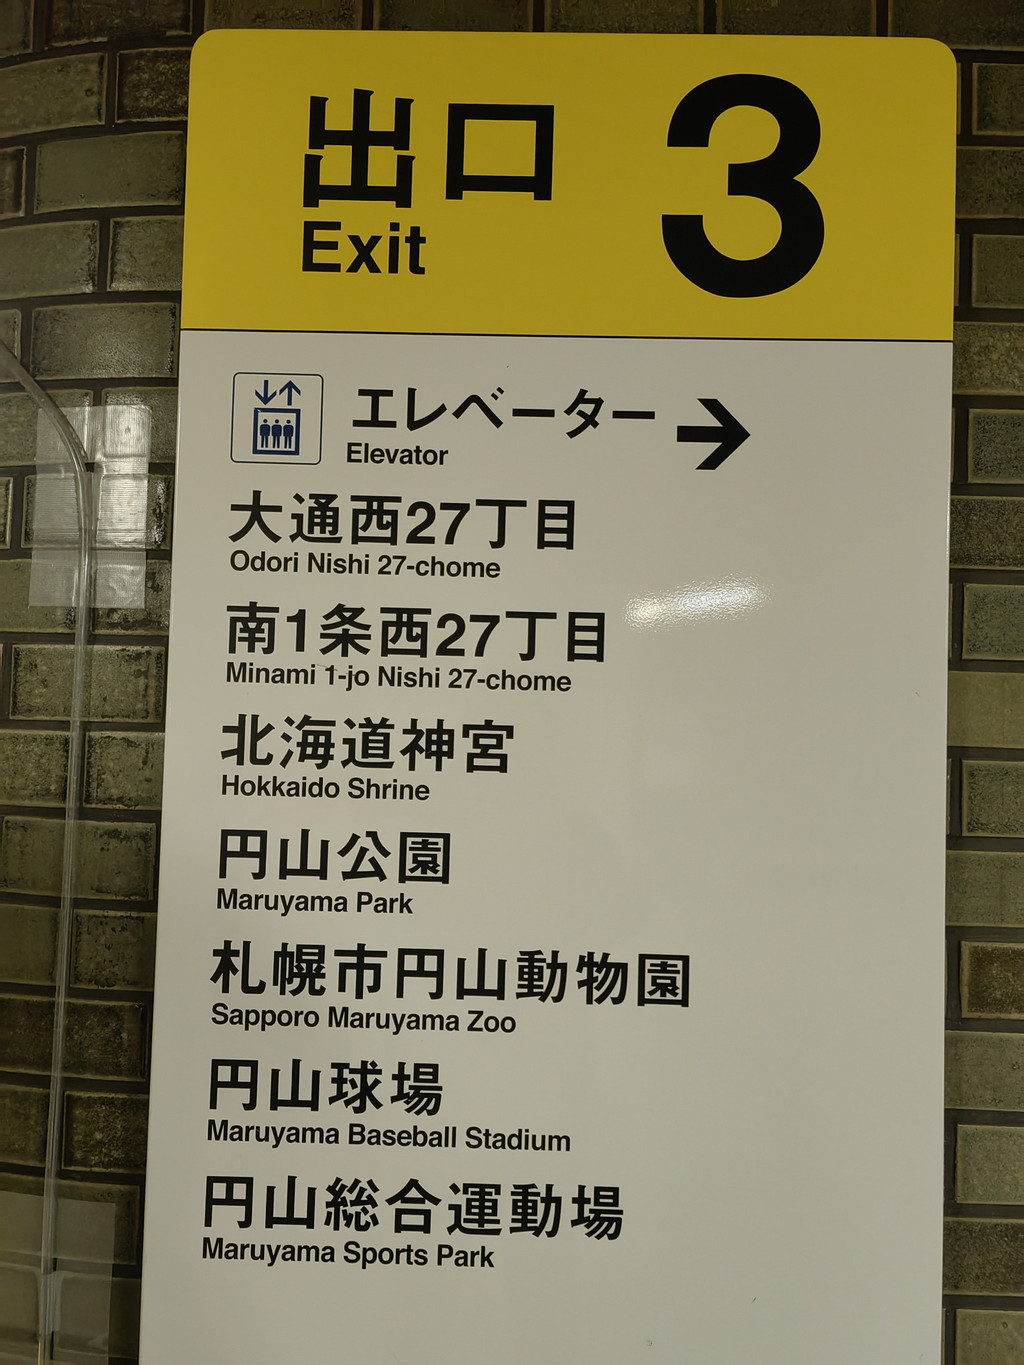 出口 3
Exit
エレベーター →
Elevator
大通西27丁目
Odori Nishi 27-chome
南1条西27丁目
Minami 1-jo Nishi 27-chome
北海道神宮
Hokkaido Shrine
円山公園
Maruyama Park
札幌市円山動物園
Sapporo Maruyama Zoo
円山球場
Maruyama Baseball Stadium
円山総合運動場
Maruyama Sports Park